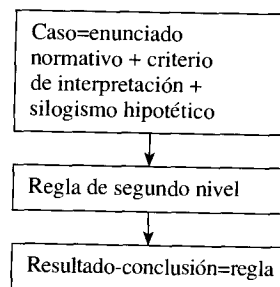 Caso=enunciado
normativo + criterio
de interpretación +
silogismo hipotético
Regla de segundo nivel
Resultado-conclusión=regla